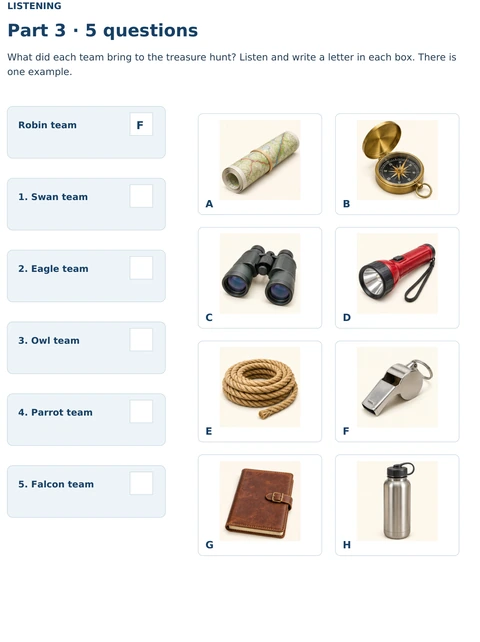 LISTENING
Part 3 · 5 questions
What did each team bring to the treasure hunt? Listen and write a letter in each box. There is
one example.
Robin team F
1. Swan team
2. Eagle team
3. Owl team
4. Parrot team
5. Falcon team
A
B
C
D
E
F
G
H